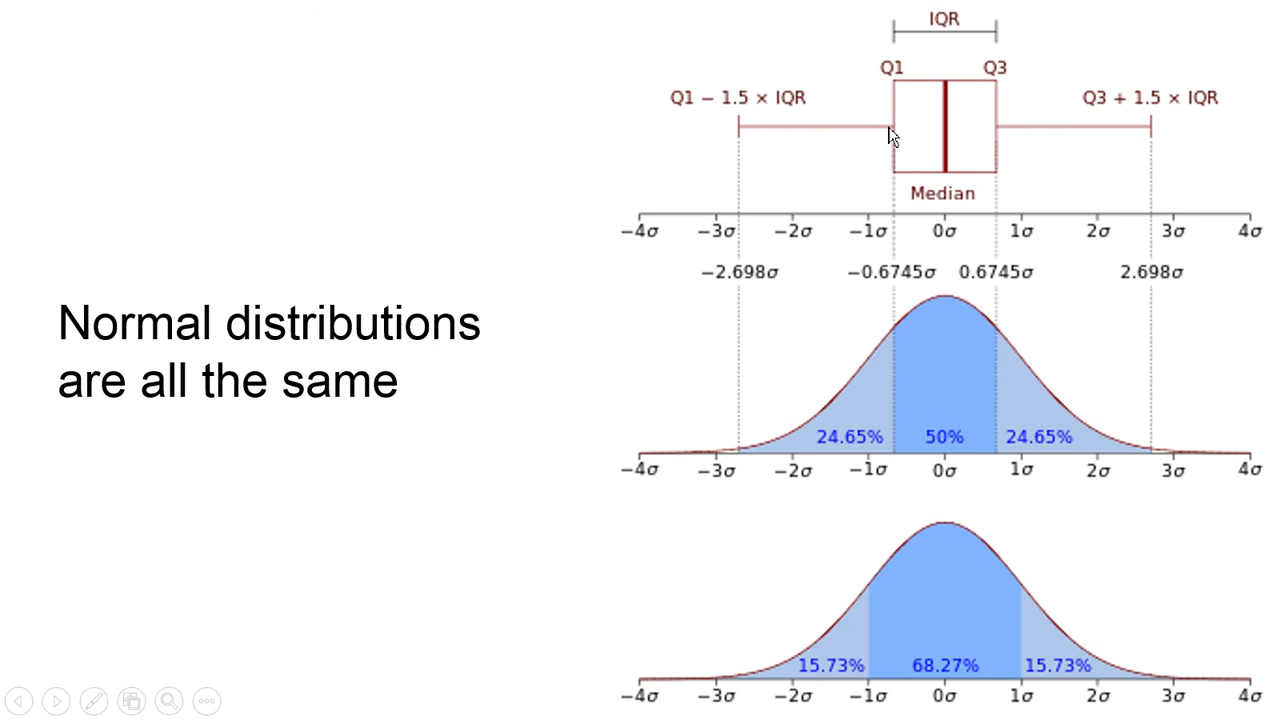 IQR
Q1 Q3
Q1 − 1.5 × IQR Q3 + 1.5 × IQR
Median
−4σ −3σ −2σ −1σ 0σ 1σ 2σ 3σ 4σ
−2.698σ −0.6745σ 0.6745σ 2.698σ
Normal distributions
are all the same
24.65% 50% 24.65%
−4σ −3σ −2σ −1σ 0σ 1σ 2σ 3σ 4σ
15.73% 68.27% 15.73%
−4σ −3σ −2σ −1σ 0σ 1σ 2σ 3σ 4σ